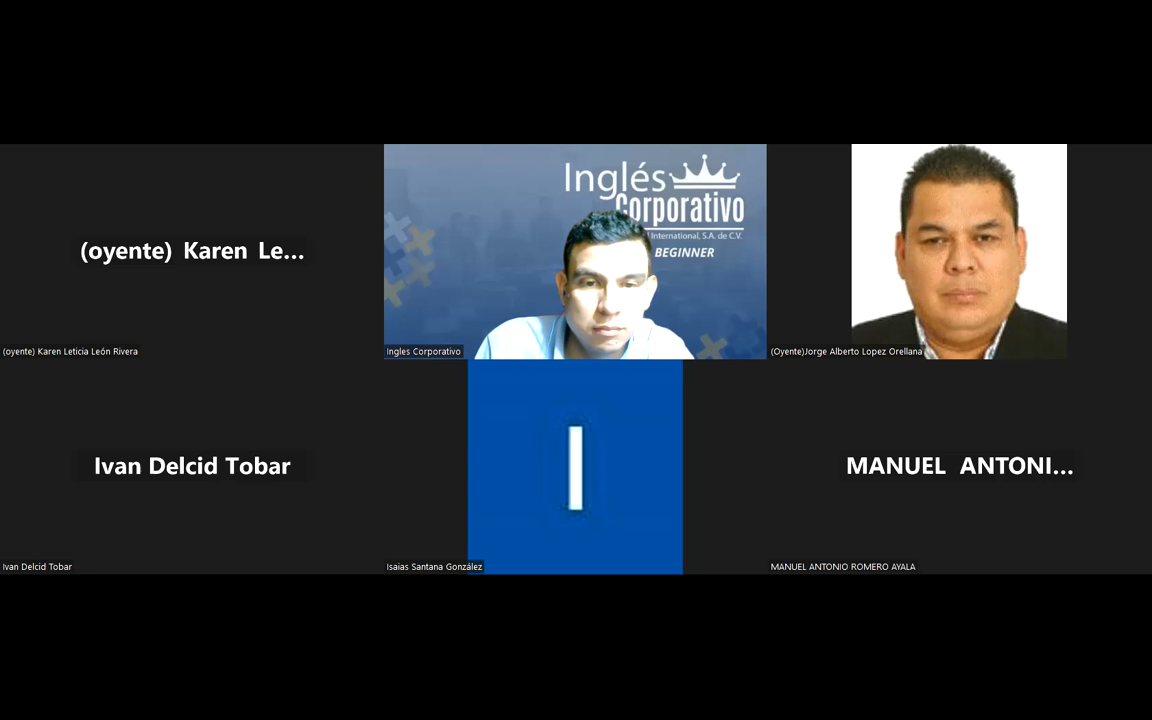 (oyente) Karen Le...
(oyente) Karen Leticia León Rivera
Inglés
Corporativo
International, S.A. de C.V.
BEGINNER
Ingles Corporativo
(Oyente)Jorge Alberto Lopez Orellana
Ivan Delcid Tobar
Ivan Delcid Tobar
I
Isaias Santana González
MANUEL ANTONI...
MANUEL ANTONIO ROMERO AYALA